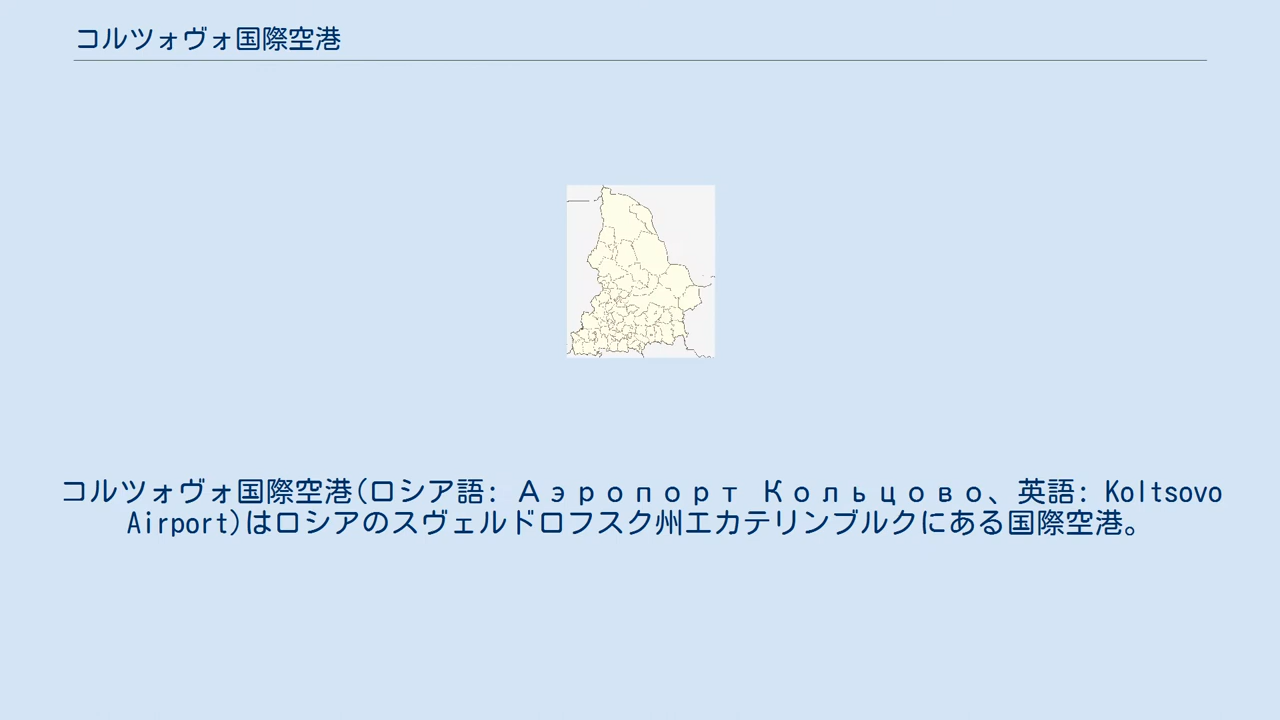 コルツォヴォ国際空港
コルツォヴォ国際空港(ロシア語: Аэропорт Кольцово、英語: Koltsovo
Airport)はロシアのスヴェルドロフスク州エカテリンブルクにある国際空港。